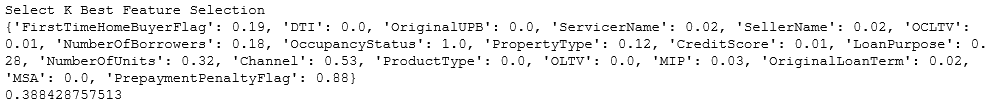 Select K Best Feature Selection
{'FirstTimeHomeBuyerFlag': 0.19, 'DTI': 0.0, 'OriginalUPB': 0.0, 'ServicerName': 0.02, 'SellerName': 0.02, 'OCLTV':
0.01, 'NumberOfBorrowers': 0.18, 'OccupancyStatus': 1.0, 'PropertyType': 0.12, 'CreditScore': 0.01, 'LoanPurpose': 0.
28, 'NumberOfUnits': 0.32, 'Channel': 0.53, 'ProductType': 0.0, 'OLTV': 0.0, 'MIP': 0.03, 'OriginalLoanTerm': 0.02,
'MSA': 0.0, 'PrepaymentPenaltyFlag': 0.88}
0.388428757513